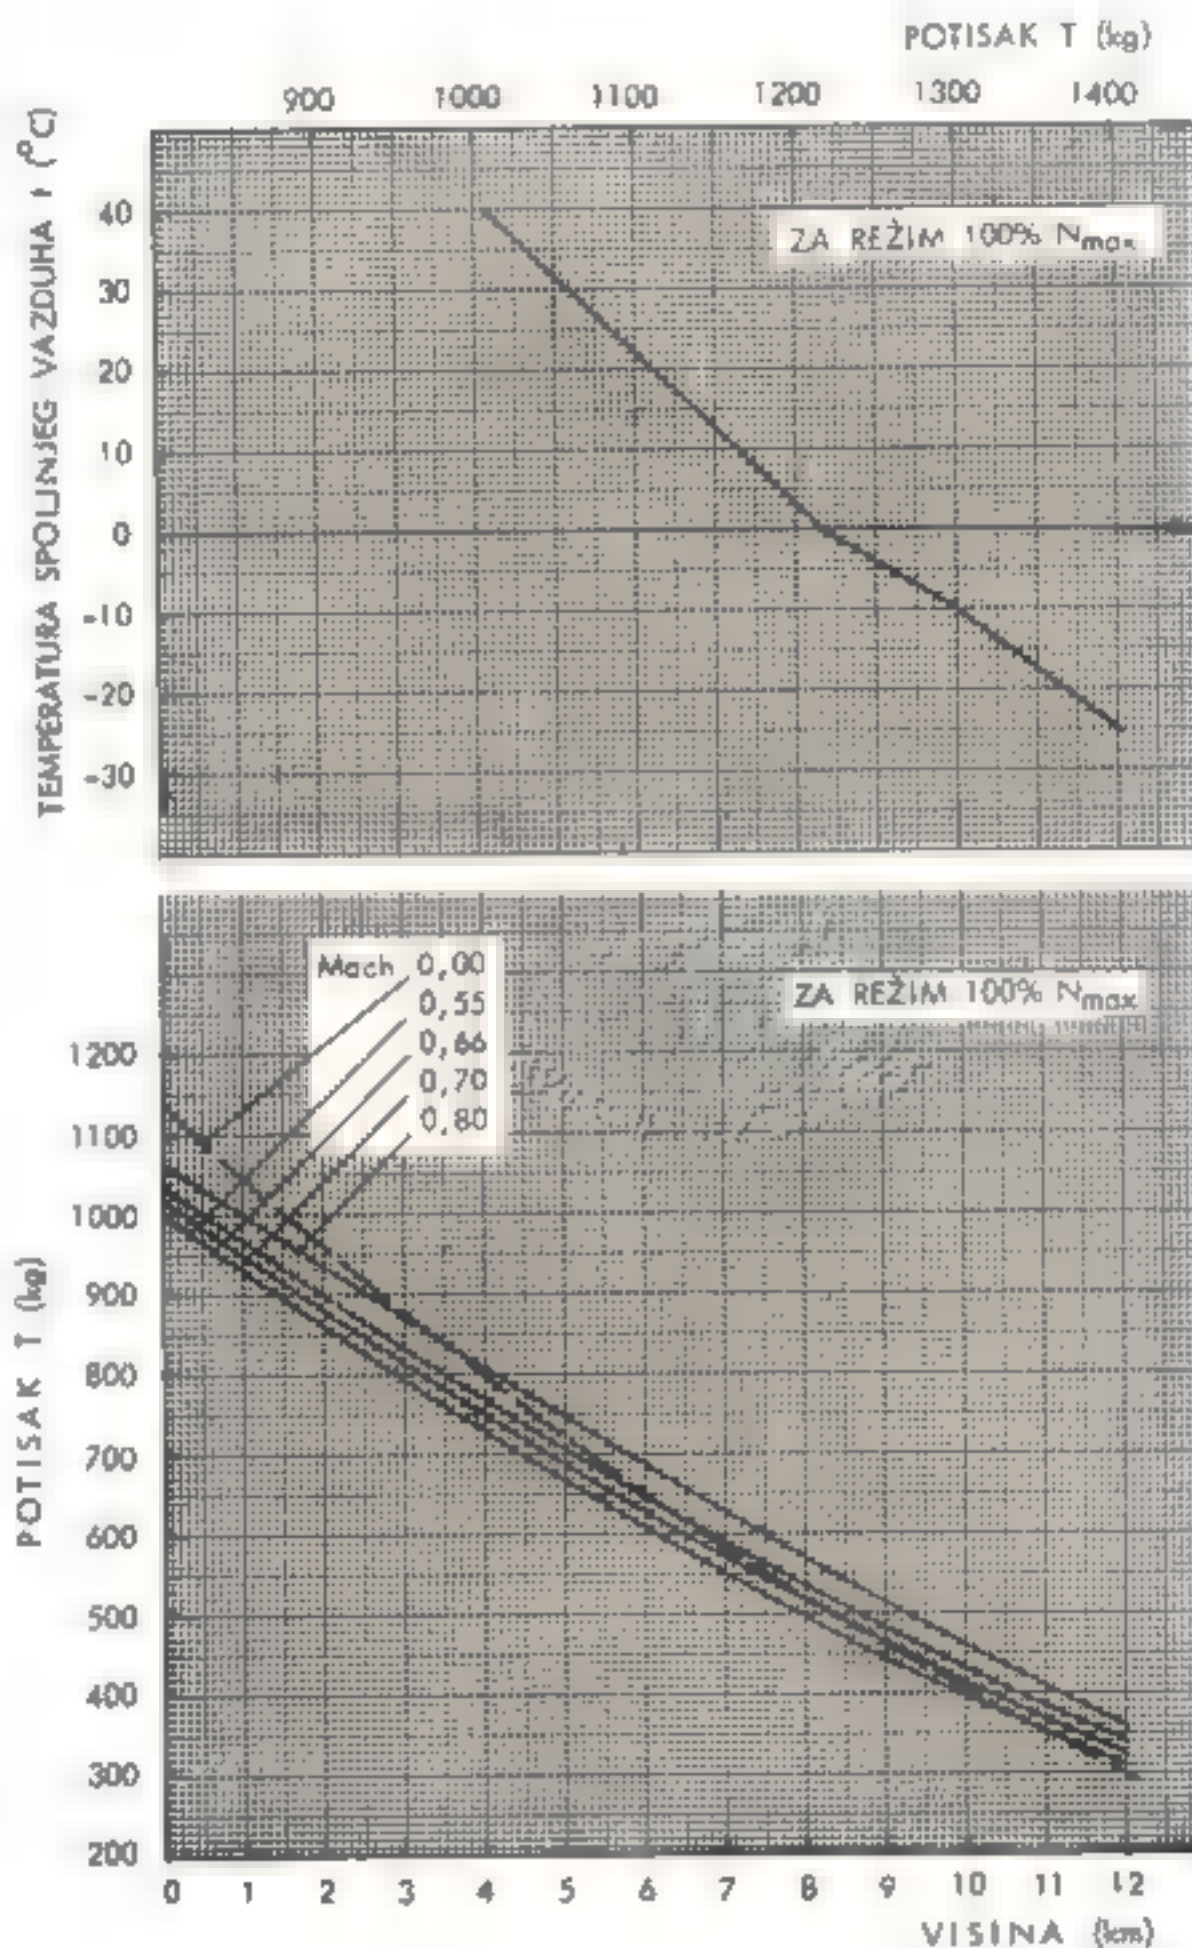 POTISAK T (kg)
900 1000 1100 1200 1300 1400
TEMPERATURA SPOLJNJEG VAZDUHA t (°C)
40
30
20
10
0
-10
-20
-30
ZA REŽIM 100% Nmax
Mach 0,00
0,55
0,66
0,70
0,80
ZA REŽIM 100% Nmax
POTISAK T (kg)
1200
1100
1000
900
800
700
600
500
400
300
200
0 1 2 3 4 5 6 7 8 9 10 11 12
VISINA (km)